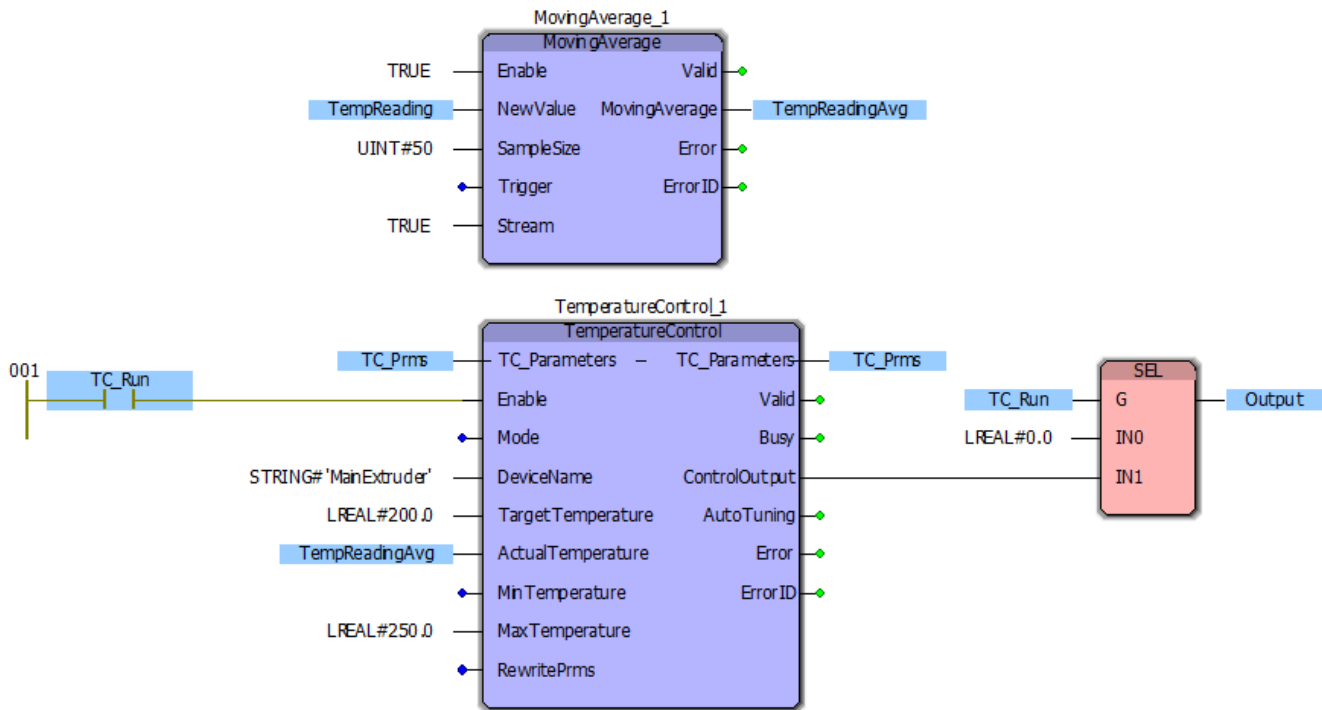 MovingAverage_1
MovingAverage
TRUE Enable Valid
TempReading NewValue MovingAverage TempReadingAvg
UINT#50 SampleSize Error
Trigger ErrorID
TRUE Stream
TemperatureControl_1
TemperatureControl
TC_Prms TC_Parameters – TC_Parameters TC_Prms
001
TC_Run
SEL
Enable Valid TC_Run G Output
Mode Busy LREAL#0.0 IN0
STRING#'MainExtruder' DeviceName ControlOutput IN1
LREAL#200.0 TargetTemperature AutoTuning
TempReadingAvg ActualTemperature Error
MinTemperature ErrorID
LREAL#250.0 MaxTemperature
RewritePrms